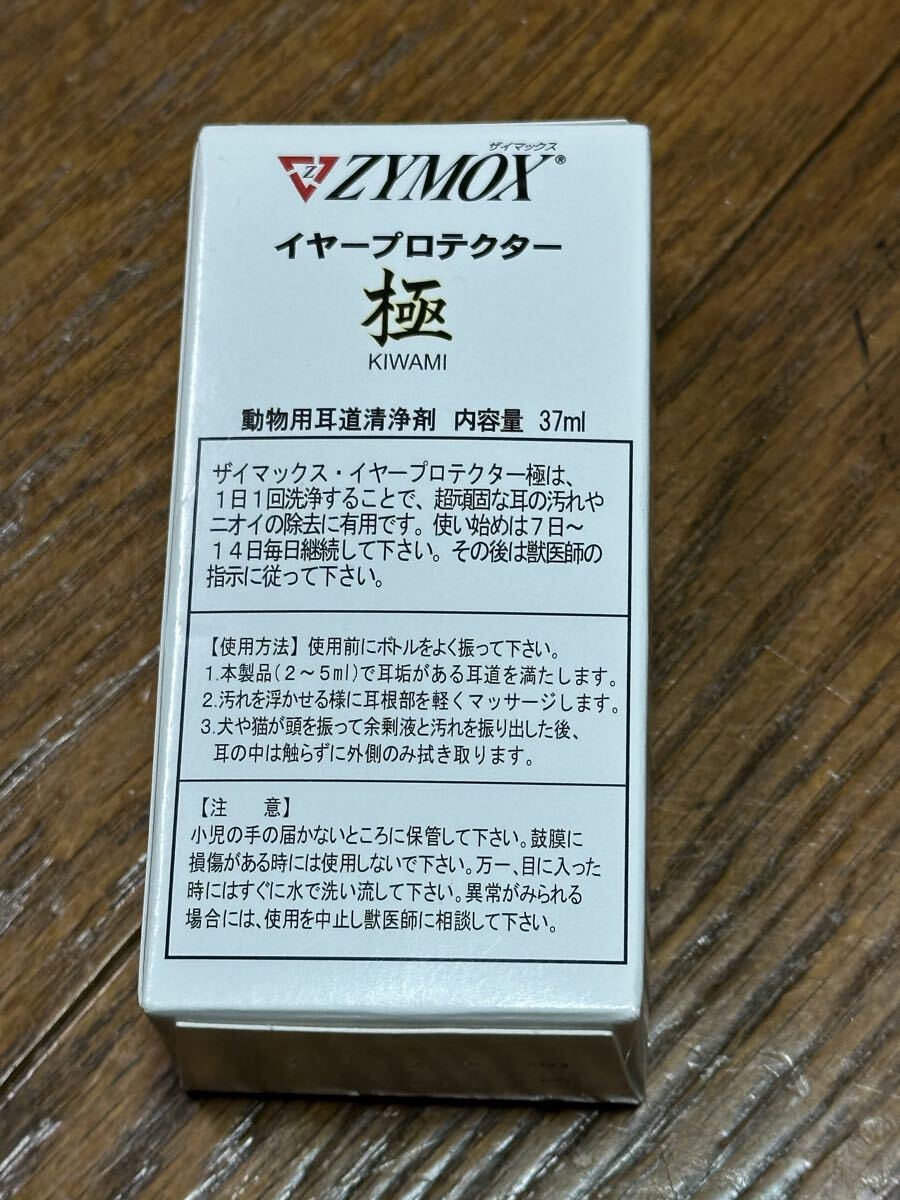 ザイマックス
ZYMOX®
イヤープロテクター
極
KIWAMI
動物用耳道清浄剤 内容量 37ml
ザイマックス・イヤープロテクター極は、
1日1回洗浄することで、超頑固な耳の汚れや
ニオイの除去に有用です。使い始めは7日~
14日毎日継続して下さい。その後は獣医師の
指示に従って下さい。
【使用方法】使用前にボトルをよく振って下さい。
1.本製品(2~5ml)で耳垢がある耳道を満たします。
2.汚れを浮かせる様に耳根部を軽くマッサージします。
3.犬や猫が頭を振って余剰液と汚れを振り出した後、
耳の中は触らずに外側のみ拭き取ります。
【注 意】
小児の手の届かないところに保管して下さい。鼓膜に
損傷がある時には使用しないで下さい。万一、目に入った
時にはすぐに水で洗い流して下さい。異常がみられる
場合には、使用を中止し獣医師に相談して下さい。